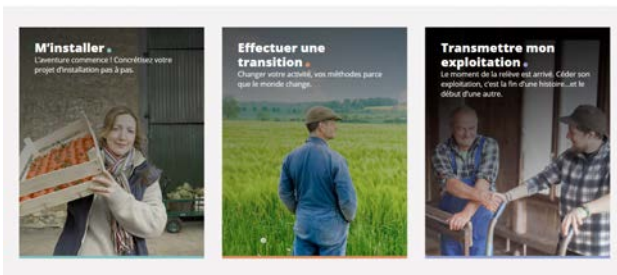 M'installer
L'aventure commence ! Concrétisez votre
projet d'installation pas à pas.
Effectuer une
transition
Changer votre activité, vos méthodes parce
que le monde change.
Transmettre mon
exploitation
Le moment de la relève est arrivé. Céder son
exploitation, c'est la fin d'une histoire...et le
début d'une autre.